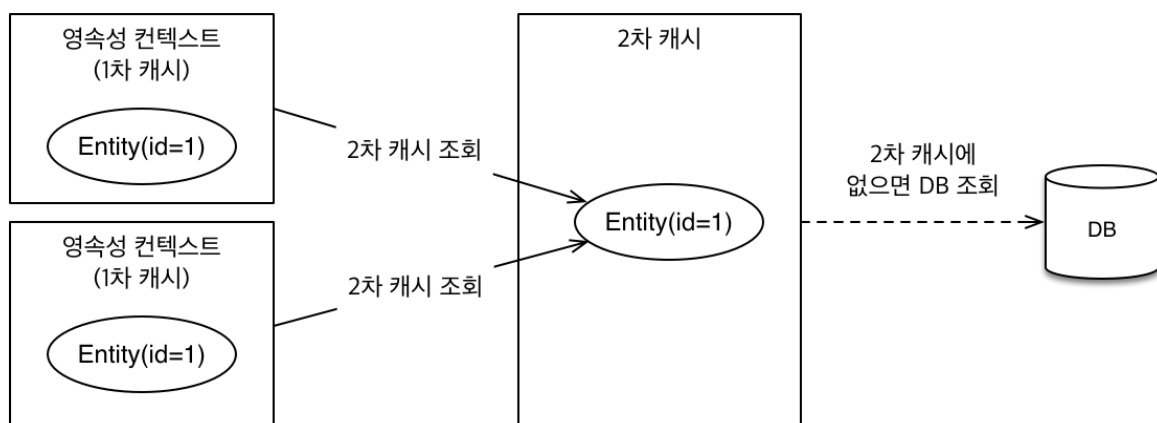 영속성 컨텍스트
(1차 캐시)
Entity(id=1)
2차 캐시 조회
영속성 컨텍스트
(1차 캐시)
Entity(id=1)
2차 캐시 조회
2차 캐시
Entity(id=1)
2차 캐시에
없으면 DB 조회
DB